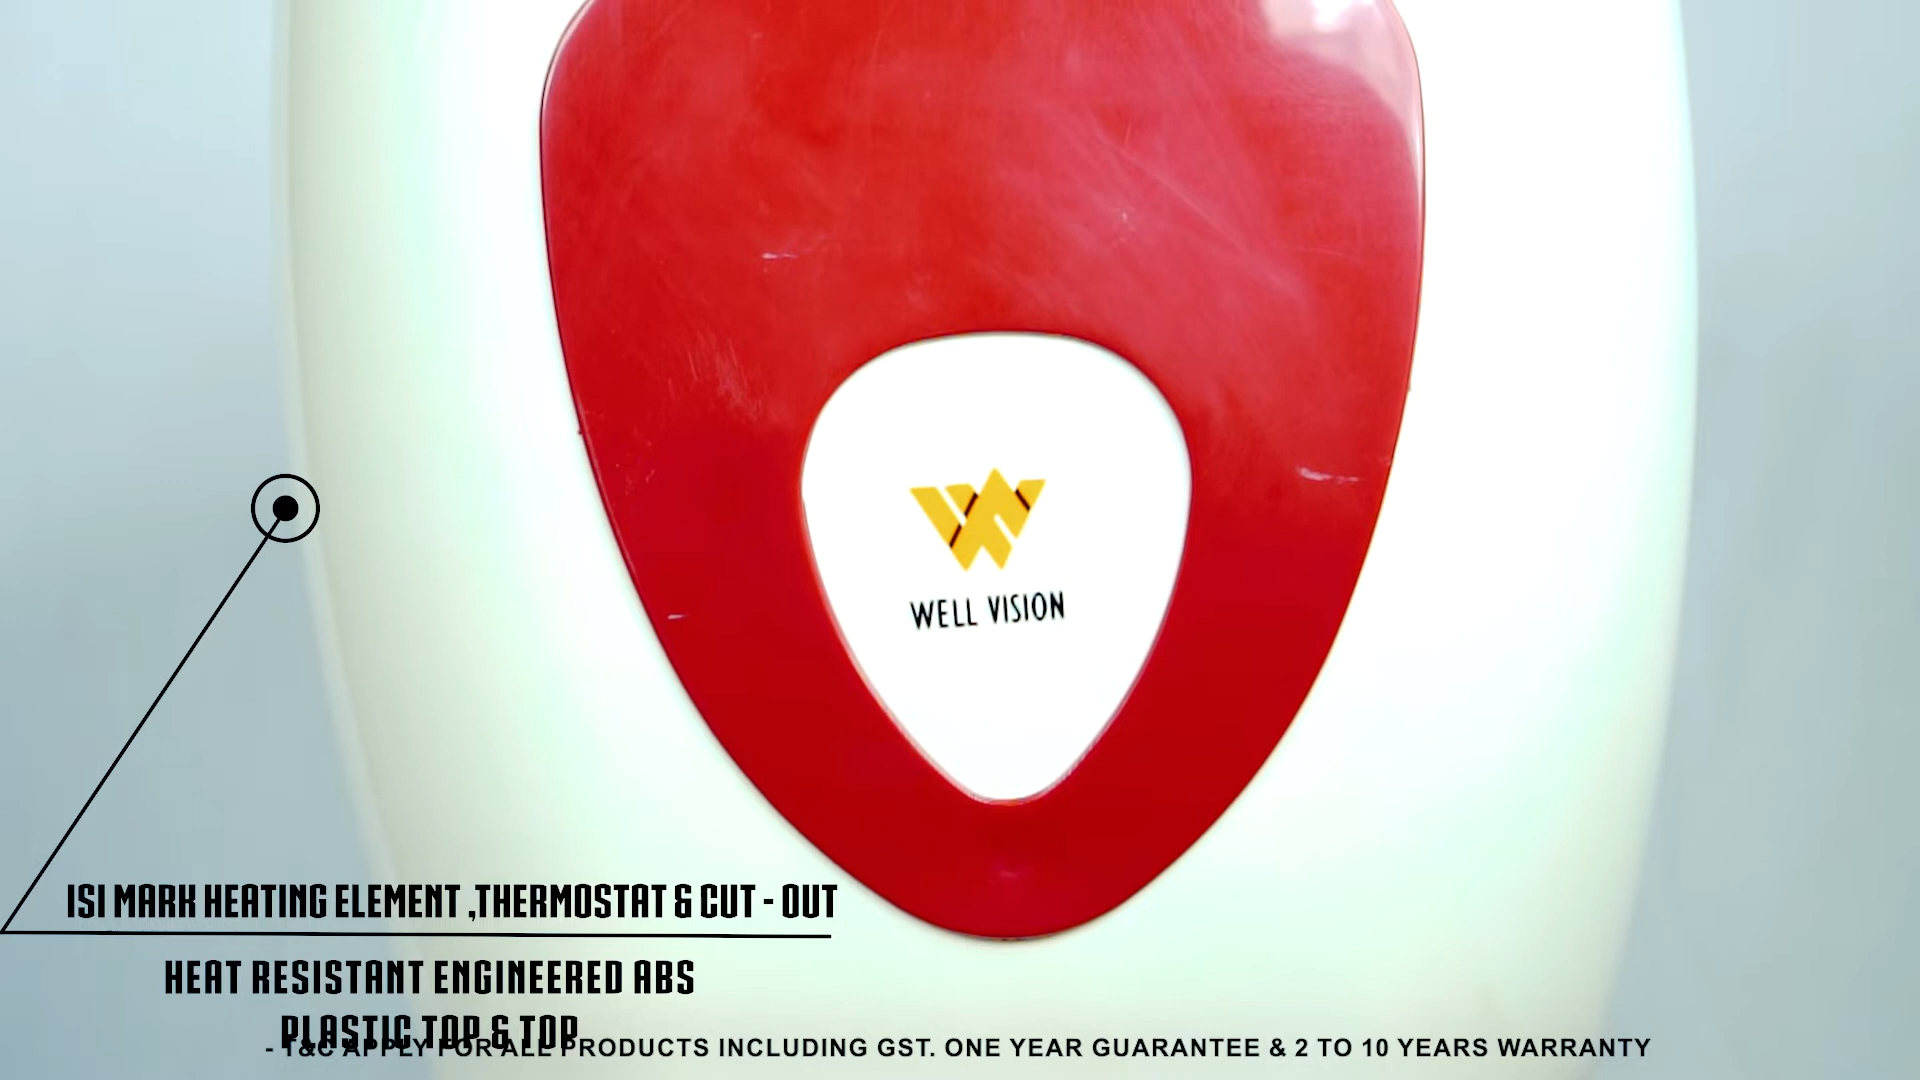 WELL VISION
ISI MARK HEATING ELEMENT ,THERMOSTAT & CUT - OUT
HEAT RESISTANT ENGINEERED ABS
PLASTIC TOP & TOP
- T&C APPLY FOR ALL PRODUCTS INCLUDING GST. ONE YEAR GUARANTEE & 2 TO 10 YEARS WARRANTY